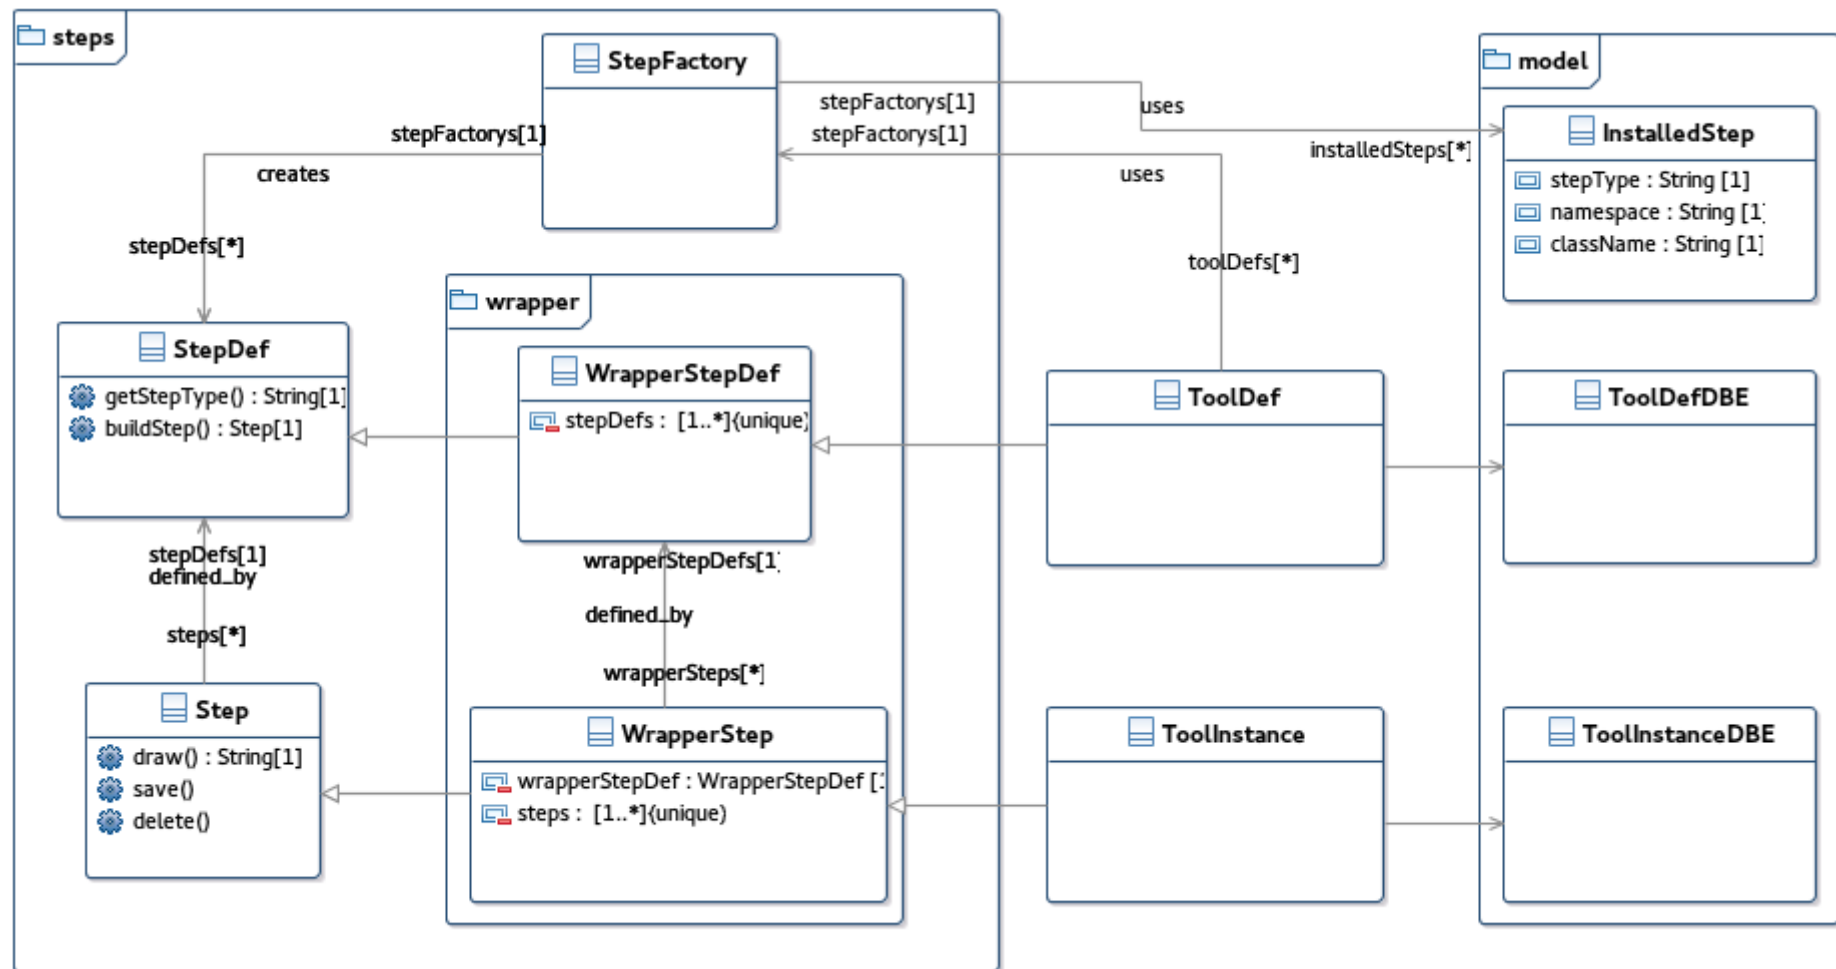 steps
StepFactory
model
stepFactorys[1]
uses
stepFactorys[1]
stepFactorys[1]
InstalledStep
installedSteps[*]
creates
uses
stepType : String [1]
namespace : String [1]
className : String [1]
stepDefs[*]
toolDefs[*]
wrapper
StepDef
WrapperStepDef
ToolDef
ToolDefDBE
getStepType() : String[1]
stepDefs : [1..*]{unique}
buildStep() : Step[1]
stepDefs[1]
wrapperStepDefs[1]
defined_by
defined_by
steps[*]
wrapperSteps[*]
Step
WrapperStep
ToolInstance
ToolInstanceDBE
draw() : String[1]
wrapperStepDef : WrapperStepDef [1
save()
steps : [1..*]{unique)
delete()